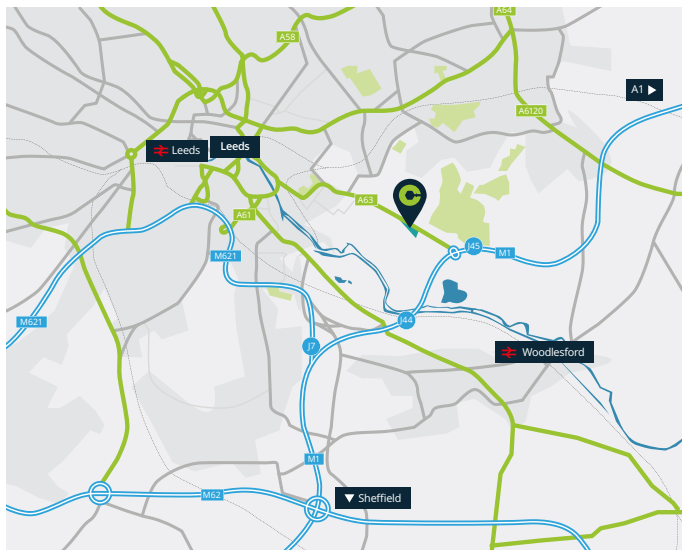 A64
A58
A1 ▶
A6120
Leeds
Leeds
A63
A61
J45
M1
M621
M621
J44
J7
Woodlesford
M1
M62
▼ Sheffield